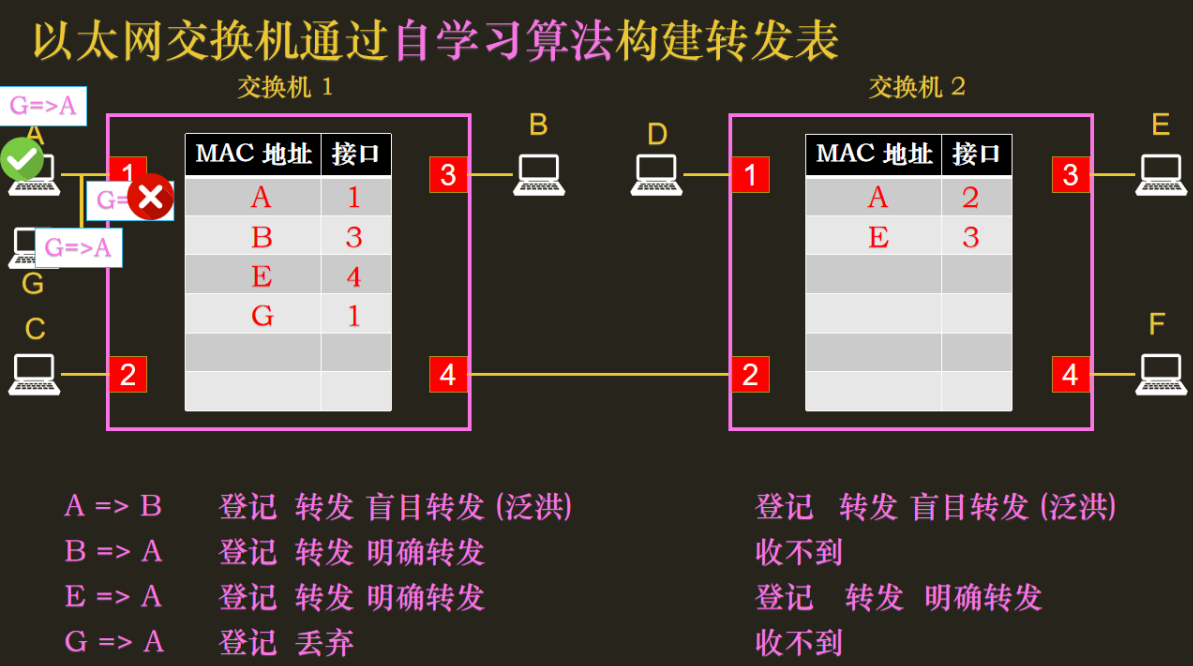 以太网交换机通过自学习算法构建转发表
交换机 1
交换机 2
G=>A
A
B
D
E
1
3
1
3
G=
G=>A
G
C
F
2
4
2
4
MAC 地址 接口
A 1
B 3
E 4
G 1
MAC 地址 接口
A 2
E 3
A => B 登记 转发 盲目转发 (泛洪) 登记 转发 盲目转发 (泛洪)
B => A 登记 转发 明确转发 收不到
E => A 登记 转发 明确转发 登记 转发 明确转发
G => A 登记 丢弃 收不到